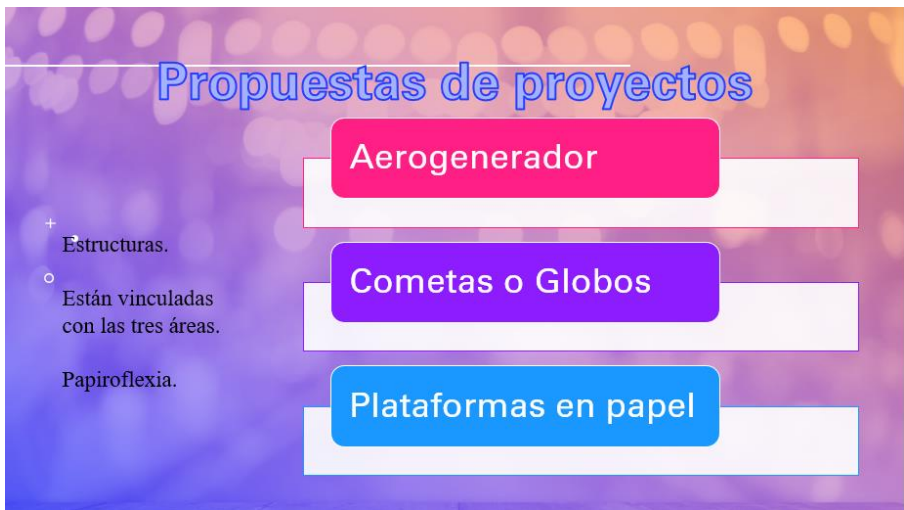 Propuestas de proyectos
Aerogenerador
Estructuras.
Cometas o Globos
Están vinculadas
con las tres áreas.
Papiroflexia.
Plataformas en papel